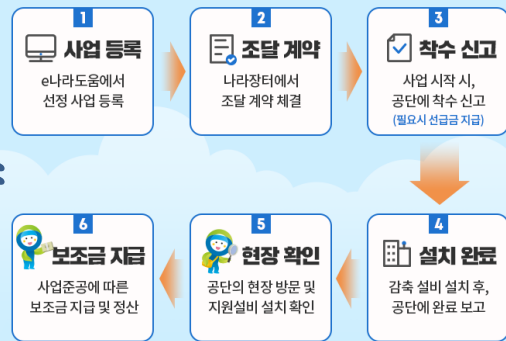 1
사업 등록
e나라도움에서
선정 사업 등록
2
조달 계약
나라장터에서
조달 계약 체결
3
착수 신고
사업 시작 시,
공단에 착수 신고
(필요시 선급금 지급)
4
설치 완료
감축 설비 설치 후,
공단에 완료 보고
5
현장 확인
공단의 현장 방문 및
지원설비 설치 확인
6
보조금 지급
사업준공에 따른
보조금 지급 및 정산